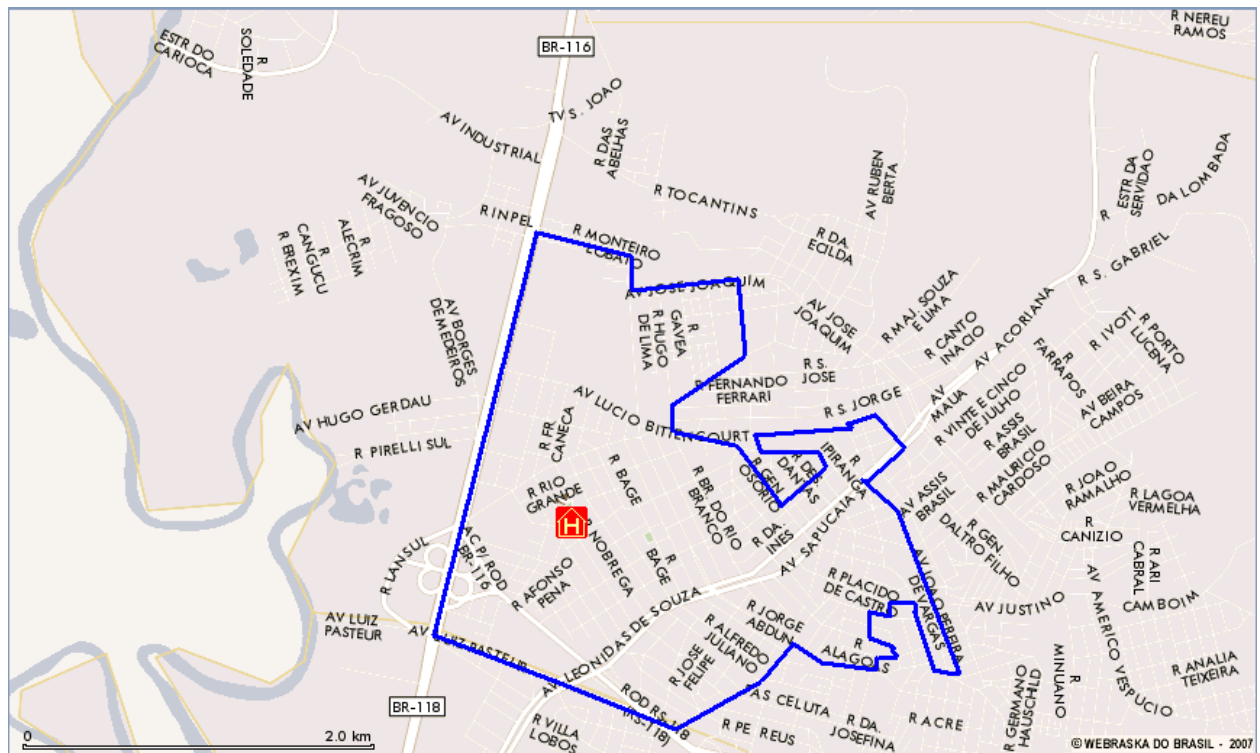 R NEREU
RAMOS
ESTR DO
CARIOCA
R
SOLEDADE
BR-116
TV S. JOAO
AV INDUSTRIAL
R DAS
ABELHAS
R TOCANTINS
AV RUBEN
BERTA
R
ESTR DA
SERVIDAO
DA LOMBADA
AV JUVENCIO
FRAGOSO
R INPEL
R MONTEIRO
LOBATO
R DA.
ECILDA
R
ALECRIM
R
CANGUCU
R EREXIM
R S. GABRIEL
AV JOSE JOAQUIM
AV JOSE
JOAQUIM
R MAJ. SOUZA
E LIMA
R CANTO
INACIO
AV ACORIANA
AV BORGES
DE MEDEIROS
R
GAVEA
R HUGO
DE LIMA
R
FARRAPOS
R IVOTI
R PORTO
LUCENA
R S.
JOSE
R FERNANDO
FERRARI
AV
MAUA
AV BEIRA
CAMPOS
AV HUGO GERDAU
AV LUCIO BITTENCOURT
R S. JORGE
R VINTE E CINCO
DE JULHO
R ASSIS
BRASIL
R PIRELLI SUL
R FR.
CANECA
R BAGE
R
IPIRANGA
R DES.
DANTAS
R GEN.
OSORIO
R MAURICIO
CARDOSO
R JOAO
RAMALHO
R LAGOA
VERMELHA
R RIO
GRANDE
R BR. DO RIO
BRANCO
AV ASSIS
BRASIL
H
R NOBREGA
R DA.
INES
AV SAPUCAIA
R GEN.
DALTRO FILHO
R
CANIZIO
AC P/ ROD
BR-116
R LANSUL
R
BAGE
R AFONSO
PENA
R PLACIDO
DE CASTRO
AV JOAO PEREIRA
DE VARGAS
R ARI
CABRAL
CAMBOIM
AV JUSTINO
AV AMERICO VESPUCIO
AV LUIZ
PASTEUR
AV LUIZ PASTEUR
AV LEONIDAS DE SOUZA
R JORGE
ABDUN
R ALFREDO
JULIANO
R
ALAGOAS
R JOSE
FELIPE
R
MINUANO
R ANALIA
TEIXEIRA
R GERMANO
HAUSCHILD
BR-118
ROD RS-118
(RS-118)
AS CELUTA
R VILLA
LOBOS
R PE REUS
R DA.
JOSEFINA
R ACRE
0
2.0 km
© WEBRASKA DO BRASIL - 2007